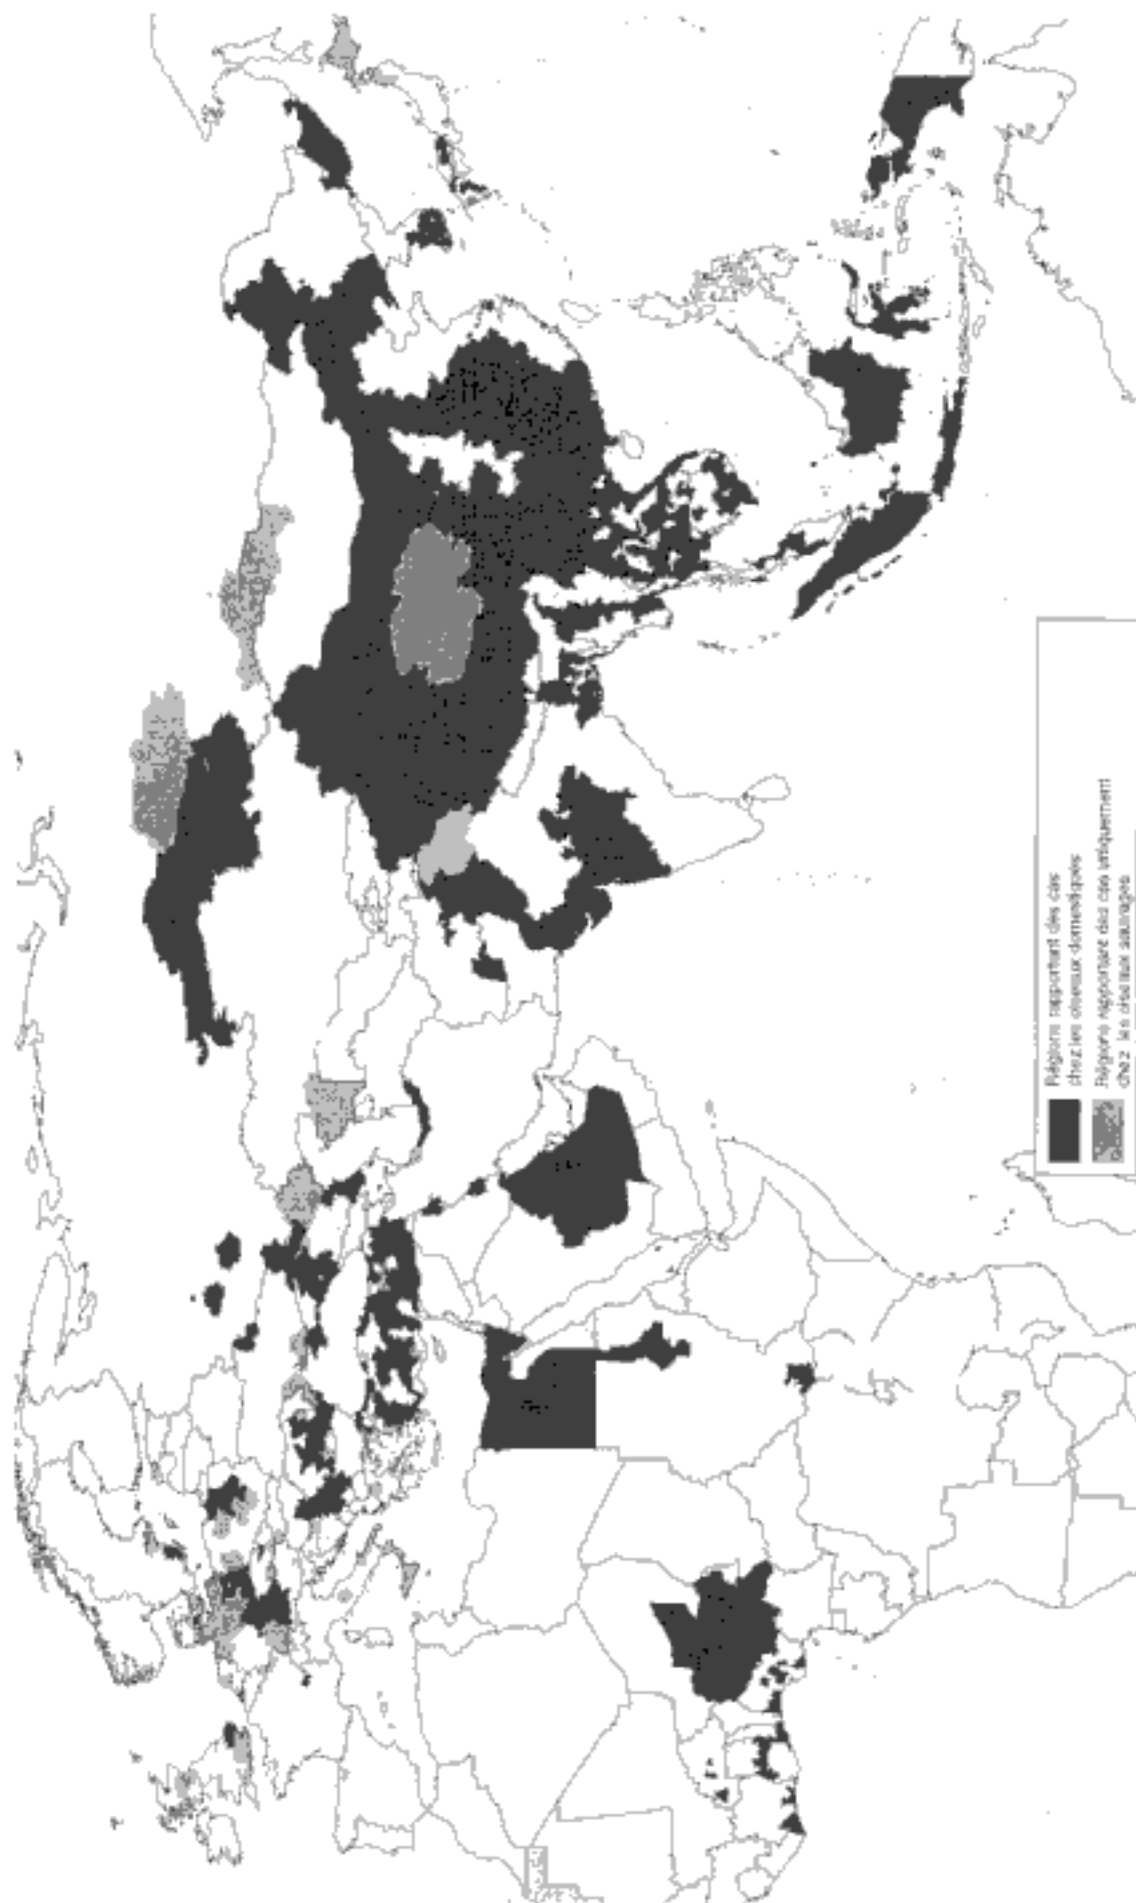 Régions rapportant des cas
chez les oiseaux domestiques
Régions rapportant des cas uniquement
chez les oiseaux sauvages